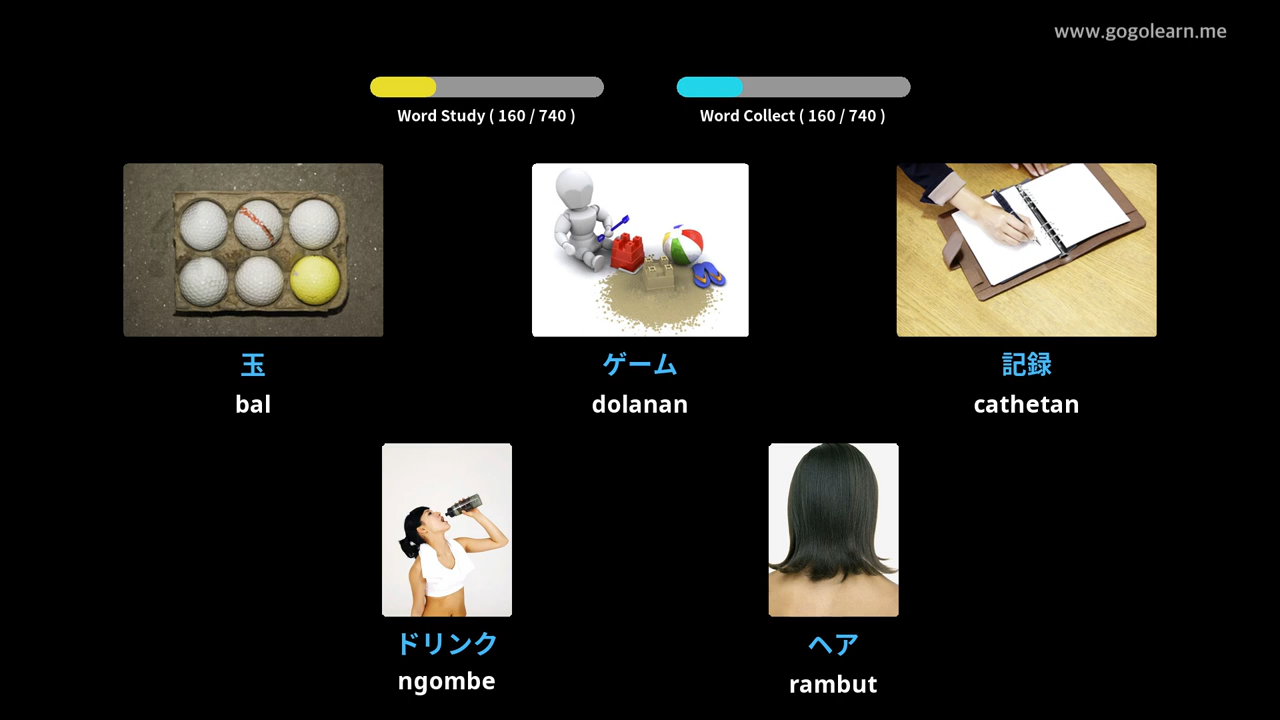 www.gogolearn.me
Word Study ( 160 / 740 )
Word Collect ( 160 / 740 )
玉
bal
ゲーム
dolanan
記録
cathetan
ドリンク
ngombe
ヘア
rambut